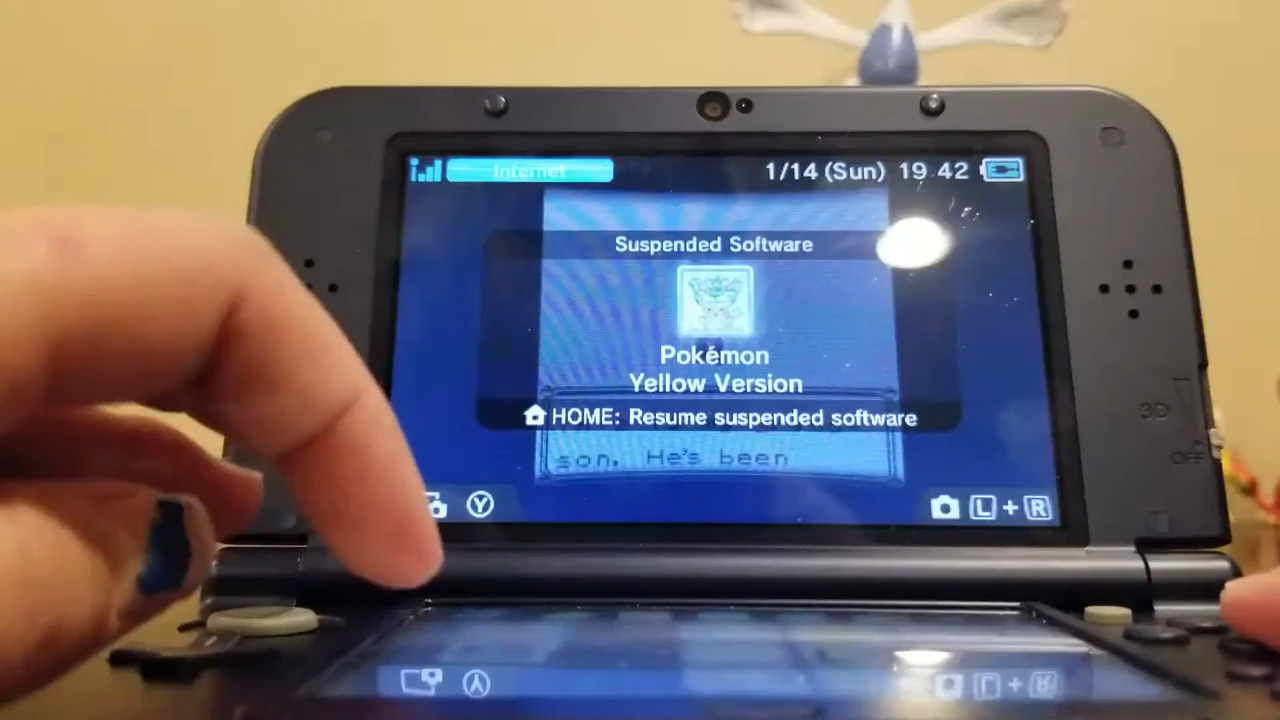 Internet 1/14 (Sun) 19:42
Suspended Software
Pokémon
Yellow Version
HOME: Resume suspended software
son. He's been
Y L + R
3D
OFF